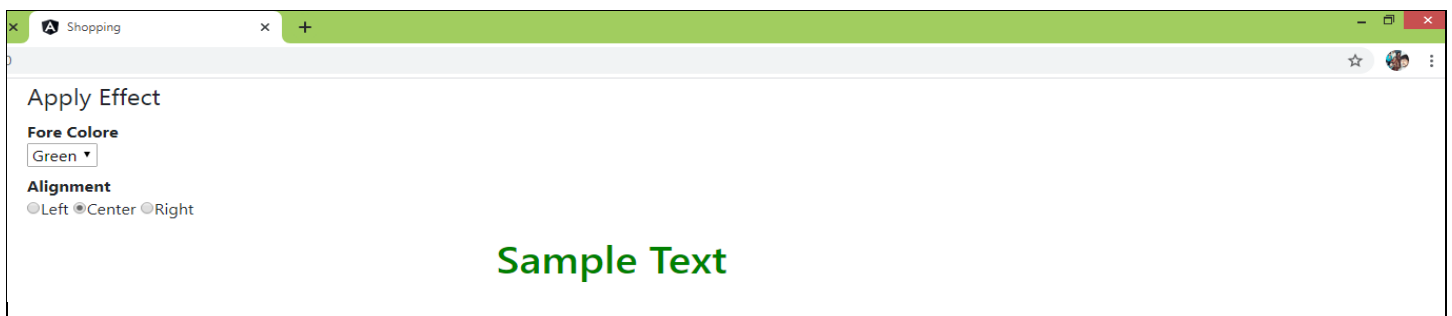 Shopping
Apply Effect
Fore Colore
Green
Alignment
Left Center Right
Sample Text